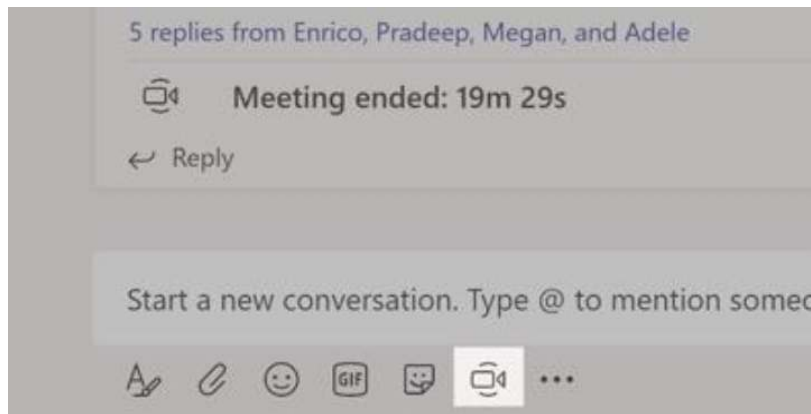 5 replies from Enrico, Pradeep, Megan, and Adele
Meeting ended: 19m 29s
Reply
Start a new conversation. Type @ to mention
GIF